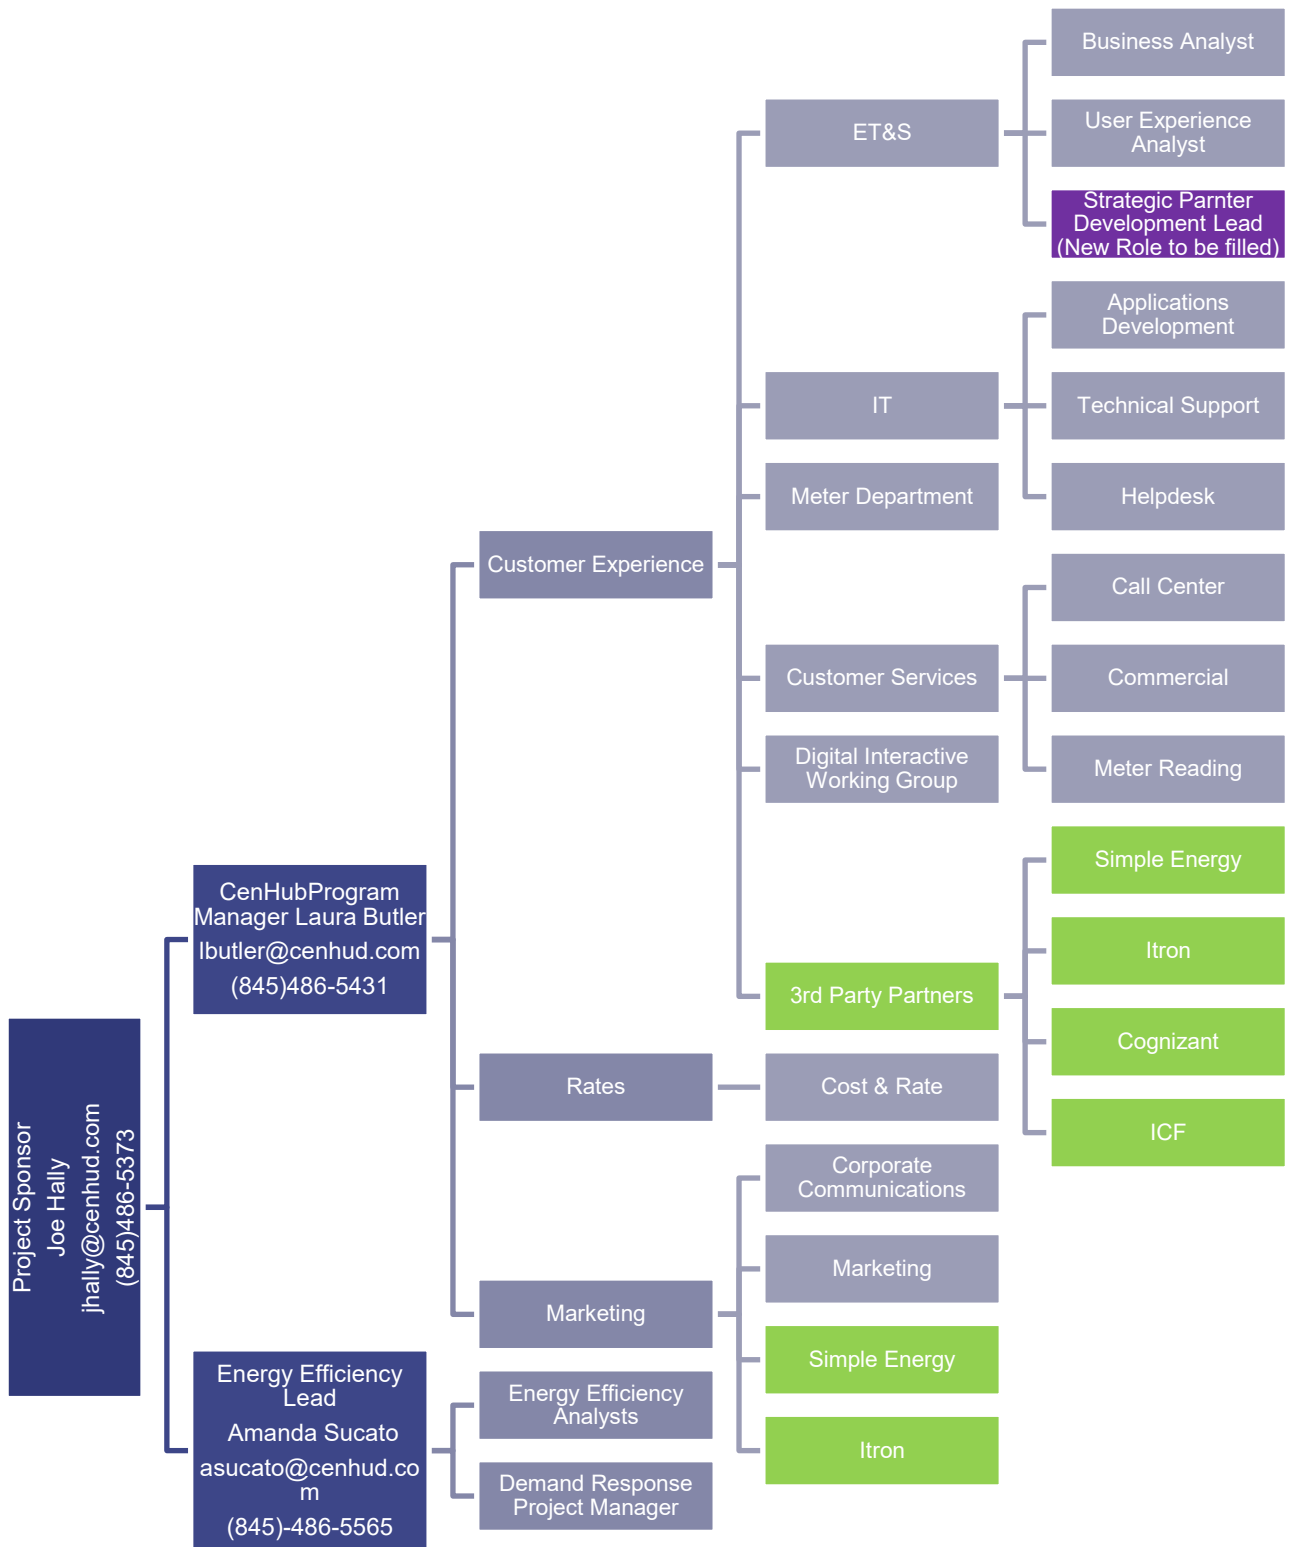 Project Sponsor
Joe Hally
jhally@cenhud.com
(845)486-5373
CenHubProgram
Manager Laura Butler
lbutler@cenhud.com
(845)486-5431
Energy Efficiency
Lead
Amanda Sucato
asucato@cenhud.co
m
(845)-486-5565
Customer Experience
Rates
Marketing
Energy Efficiency
Analysts
Demand Response
Project Manager
ET&S
IT
Meter Department
Customer Services
Digital Interactive
Working Group
3rd Party Partners
Cost & Rate
Corporate
Communications
Marketing
Simple Energy
Itron
Business Analyst
User Experience
Analyst
Strategic Parnter
Development Lead
(New Role to be filled)
Applications
Development
Technical Support
Helpdesk
Call Center
Commercial
Meter Reading
Simple Energy
Itron
Cognizant
ICF